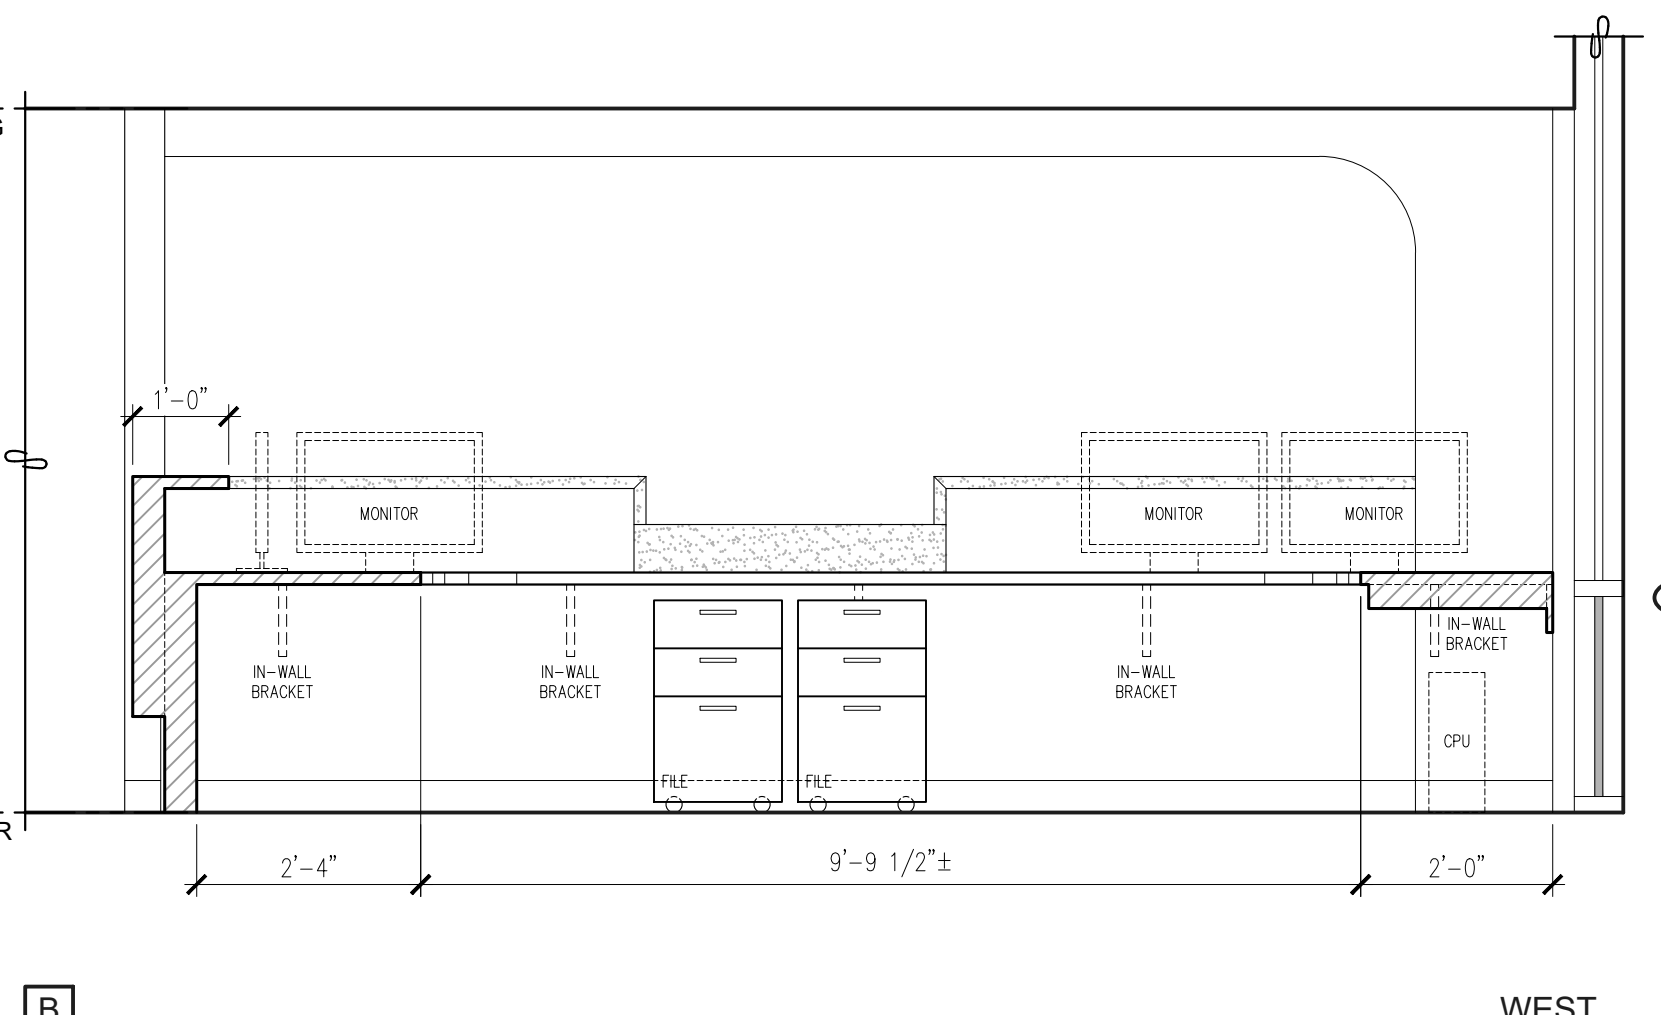 1'-0"
MONITOR
MONITOR
MONITOR
IN-WALL
BRACKET
IN-WALL
BRACKET
IN-WALL
BRACKET
IN-WALL
BRACKET
CPU
FILE
FILE
R
2'-4"
9'-9 1/2"±
2'-0"
B
WEST